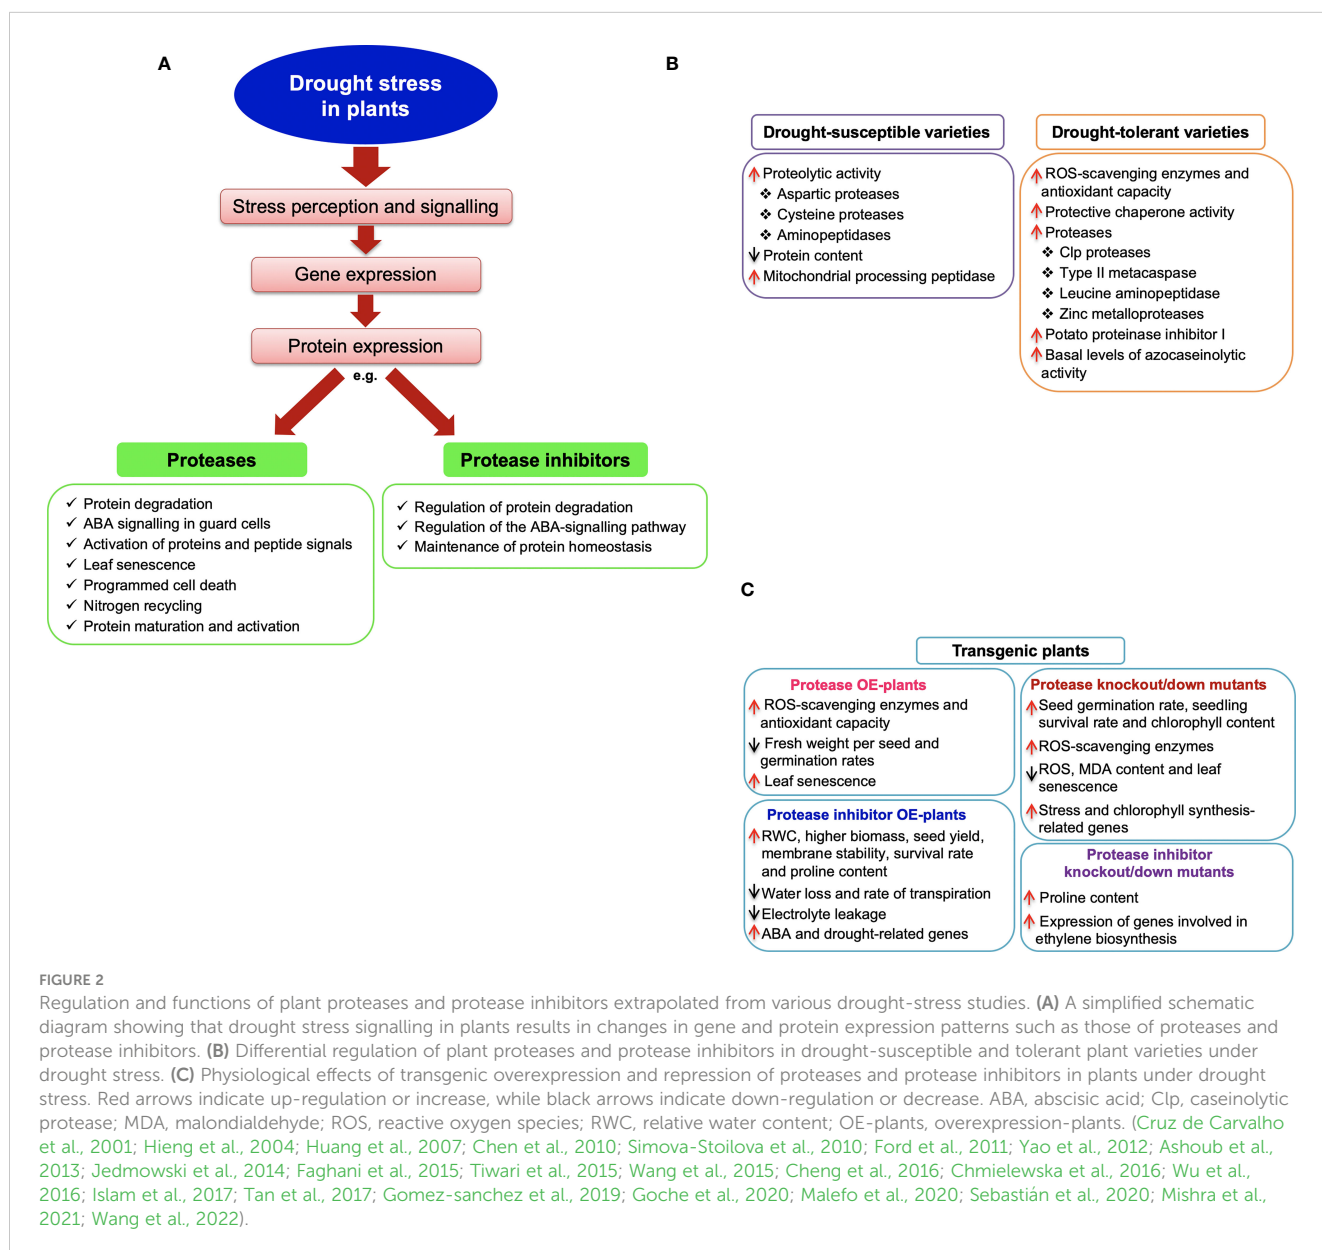 A
Drought stress
in plants
Stress perception and signalling
Gene expression
Protein expression
e.g.
Proteases
✓ Protein degradation
✓ ABA signalling in guard cells
✓ Activation of proteins and peptide signals
✓ Leaf senescence
✓ Programmed cell death
✓ Nitrogen recycling
✓ Protein maturation and activation
Protease inhibitors
✓ Regulation of protein degradation
✓ Regulation of the ABA-signalling pathway
✓ Maintenance of protein homeostasis
B
Drought-susceptible varieties
↑ Proteolytic activity
❖ Aspartic proteases
❖ Cysteine proteases
❖ Aminopeptidases
↓ Protein content
↑ Mitochondrial processing peptidase
Drought-tolerant varieties
↑ ROS-scavenging enzymes and
antioxidant capacity
↑ Protective chaperone activity
↑ Proteases
❖ Clp proteases
❖ Type II metacaspase
❖ Leucine aminopeptidase
❖ Zinc metalloproteases
↑ Potato proteinase inhibitor I
↑ Basal levels of azocaseinolytic
activity
C
Transgenic plants
Protease OE-plants
↑ ROS-scavenging enzymes and
antioxidant capacity
↓ Fresh weight per seed and
germination rates
↑ Leaf senescence
Protease knockout/down mutants
↑ Seed germination rate, seedling
survival rate and chlorophyll content
↑ ROS-scavenging enzymes
↓ ROS, MDA content and leaf
senescence
↑ Stress and chlorophyll synthesis-
related genes
Protease inhibitor OE-plants
↑ RWC, higher biomass, seed yield,
membrane stability, survival rate
and proline content
↓ Water loss and rate of transpiration
↓ Electrolyte leakage
↑ ABA and drought-related genes
Protease inhibitor
knockout/down mutants
↑ Proline content
↑ Expression of genes involved in
ethylene biosynthesis
FIGURE 2
Regulation and functions of plant proteases and protease inhibitors extrapolated from various drought-stress studies. (A) A simplified schematic
diagram showing that drought stress signalling in plants results in changes in gene and protein expression patterns such as those of proteases and
protease inhibitors. (B) Differential regulation of plant proteases and protease inhibitors in drought-susceptible and tolerant plant varieties under
drought stress. (C) Physiological effects of transgenic overexpression and repression of proteases and protease inhibitors in plants under drought
stress. Red arrows indicate up-regulation or increase, while black arrows indicate down-regulation or decrease. ABA, abscisic acid; Clp, caseinolytic
protease; MDA, malondialdehyde; ROS, reactive oxygen species; RWC, relative water content; OE-plants, overexpression-plants. (Cruz de Carvalho
et al., 2001; Hieng et al., 2004; Huang et al., 2007; Chen et al., 2010; Simova-Stoilova et al., 2010; Ford et al., 2011; Yao et al., 2012; Ashoub et al.,
2013; Jedmowski et al., 2014; Faghani et al., 2015; Tiwari et al., 2015; Wang et al., 2015; Cheng et al., 2016; Chmielewska et al., 2016; Wu et al.,
2016; Islam et al., 2017; Tan et al., 2017; Gomez-sanchez et al., 2019; Goche et al., 2020; Malefo et al., 2020; Sebastián et al., 2020; Mishra et al.,
2021; Wang et al., 2022).